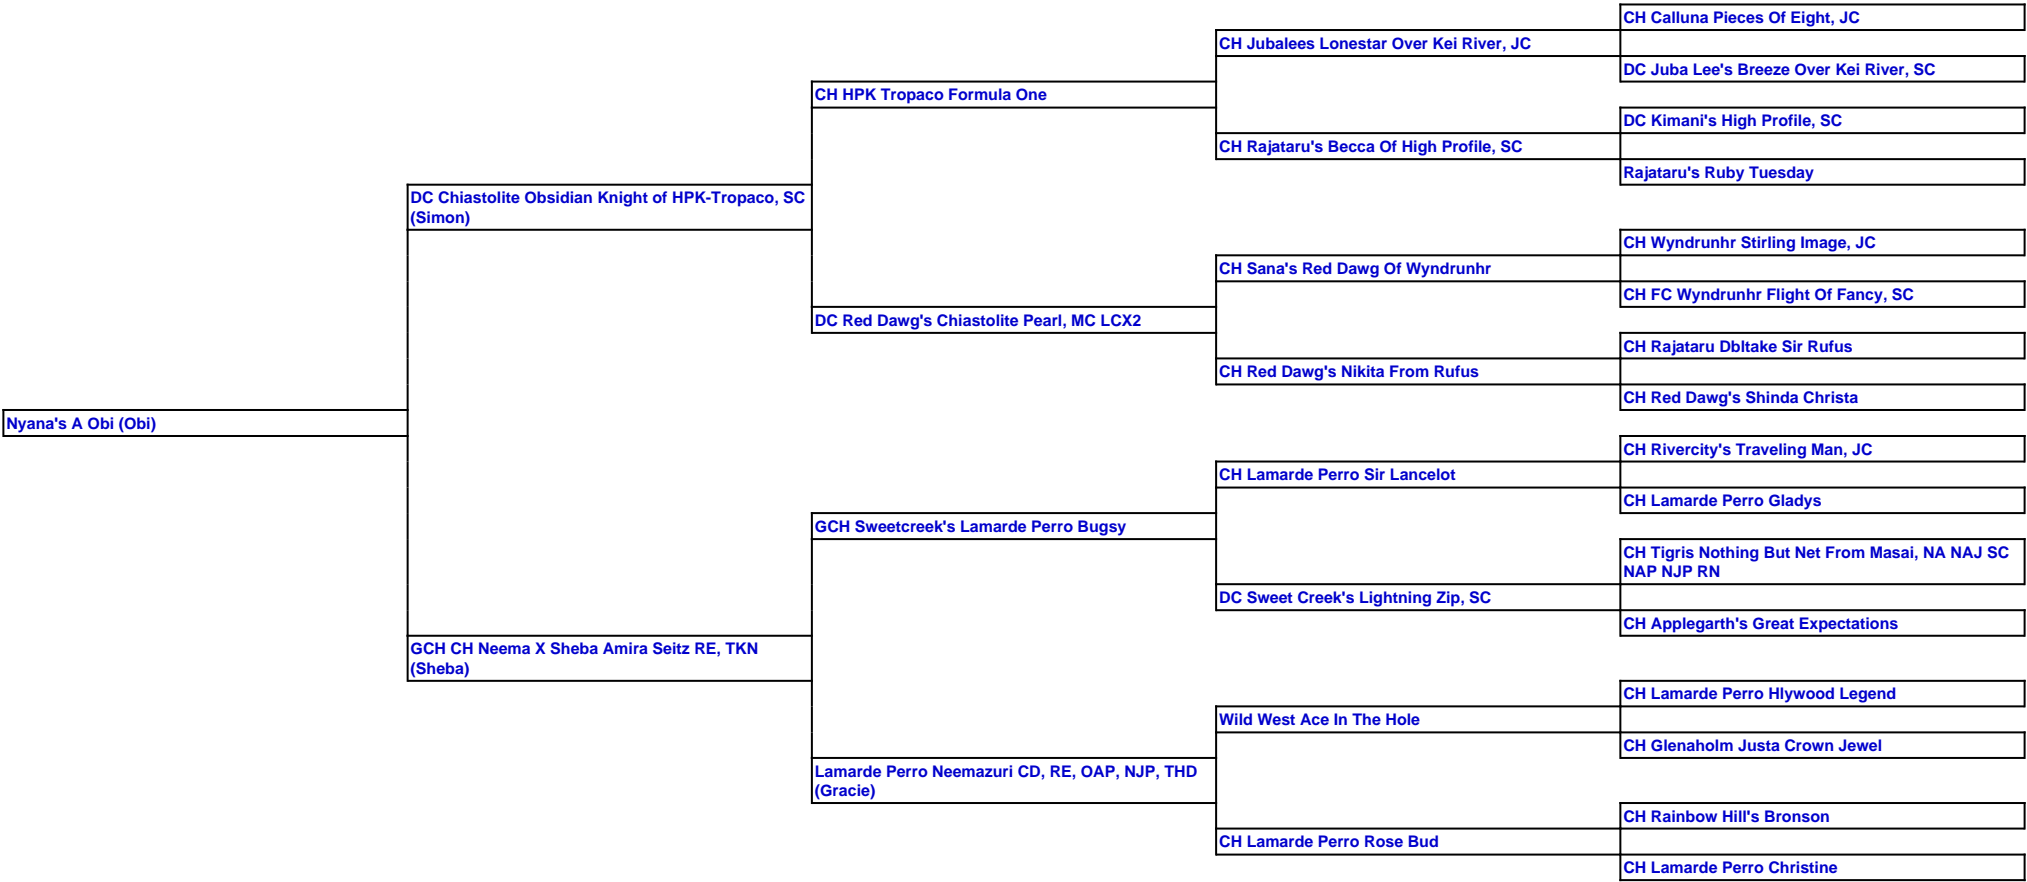 CH Calluna Pieces Of Eight, JC
CH Jubalees Lonestar Over Kei River, JC
DC Juba Lee's Breeze Over Kei River, SC
CH HPK Tropaco Formula One
DC Kimani's High Profile, SC
CH Rajataru's Becca Of High Profile, SC
Rajataru's Ruby Tuesday
DC Chiastolite Obsidian Knight of HPK-Tropaco, SC
(Simon)
CH Wyndrunhr Stirling Image, JC
CH Sana's Red Dawg Of Wyndrunhr
CH FC Wyndrunhr Flight Of Fancy, SC
DC Red Dawg's Chiastolite Pearl, MC LCX2
CH Rajataru Dbltake Sir Rufus
CH Red Dawg's Nikita From Rufus
CH Red Dawg's Shinda Christa
Nyana's A Obi (Obi)
CH Rivercity's Traveling Man, JC
CH Lamarde Perro Sir Lancelot
CH Lamarde Perro Gladys
GCH Sweetcreek's Lamarde Perro Bugsy
CH Tigris Nothing But Net From Masai, NA NAJ SC
NAP NJP RN
DC Sweet Creek's Lightning Zip, SC
CH Applegarth's Great Expectations
GCH CH Neema X Sheba Amira Seitz RE, TKN
(Sheba)
CH Lamarde Perro Hlywood Legend
Wild West Ace In The Hole
CH Glenaholm Justa Crown Jewel
Lamarde Perro Neemazuri CD, RE, OAP, NJP, THD
(Gracie)
CH Rainbow Hill's Bronson
CH Lamarde Perro Rose Bud
CH Lamarde Perro Christine